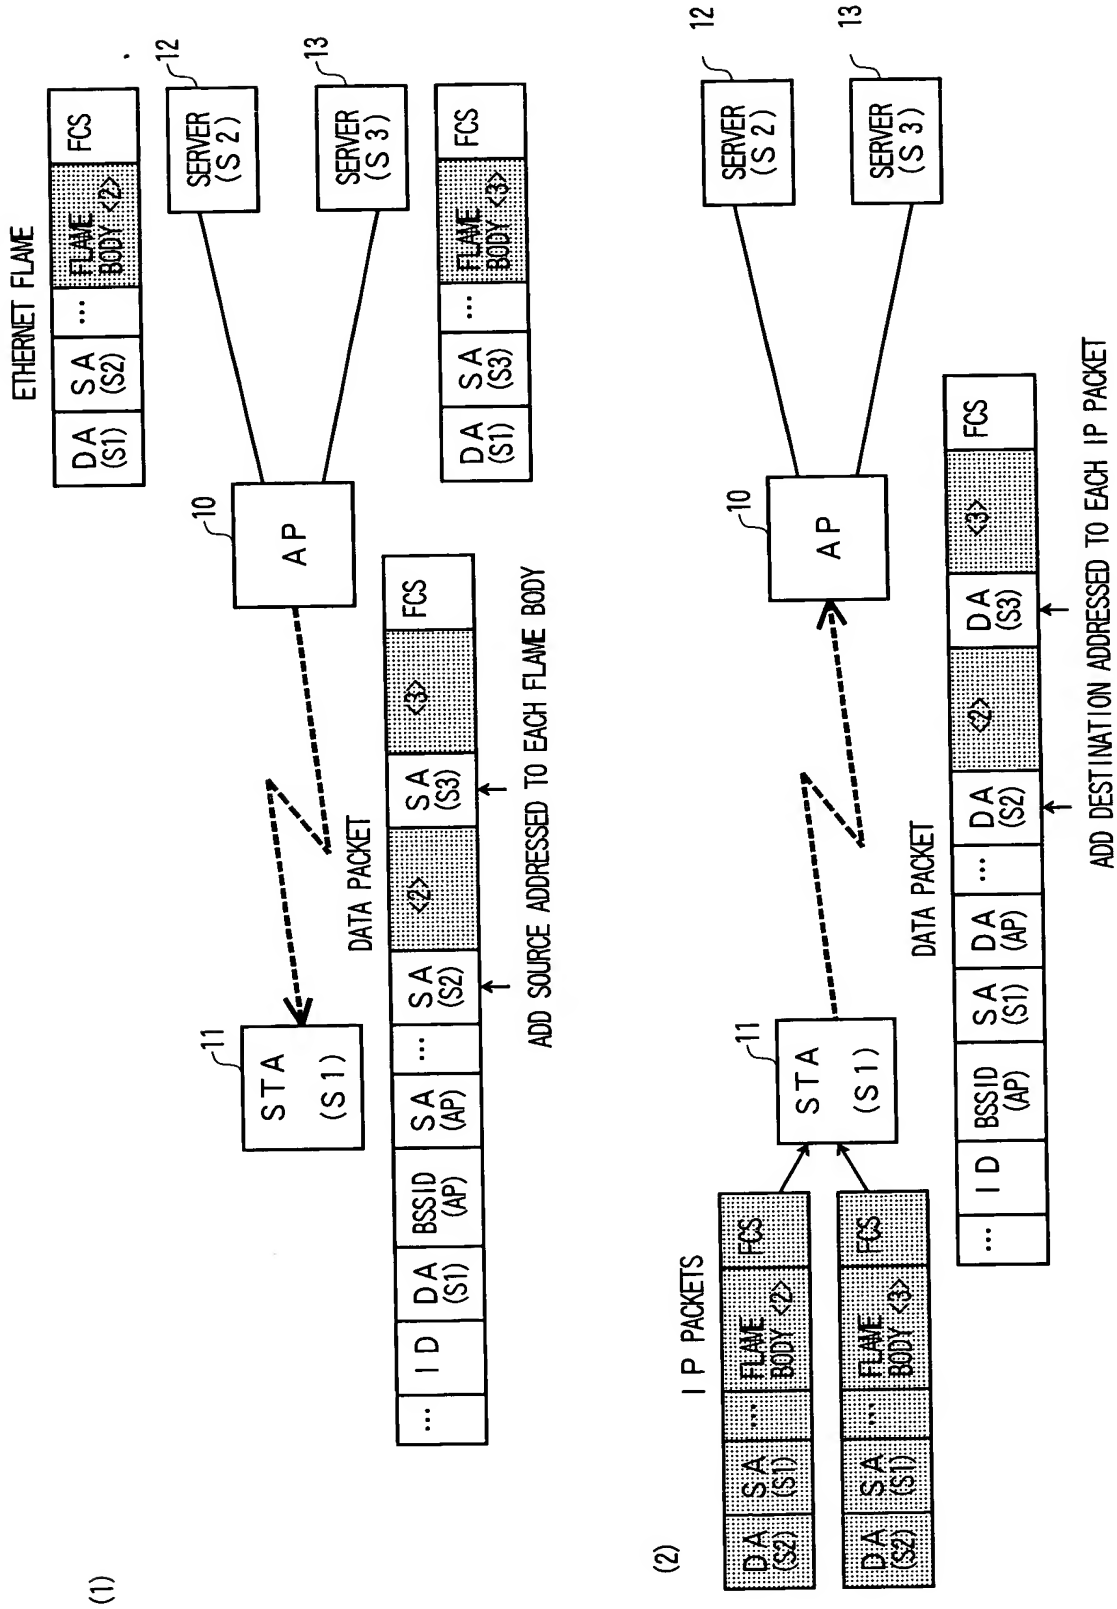 (1)
ETHERNET FLAME
DA (S1) SA (S2) ... FLAME BODY <2> FCS
12
SERVER (S2)
13
SERVER (S3)
DA (S1) SA (S3) ... FLAME BODY <3> FCS
10
AP
11
STA (S1)
DATA PACKET
... ID DA (S1) BSSID (AP) SA (AP) ... SA (S2) <2> SA (S3) <3> FCS
ADD SOURCE ADDRESSED TO EACH FLAME BODY
(2)
IP PACKETS
DA (S2) SA (S1) ... FLAME BODY <2> FCS
DA (S2) SA (S1) ... FLAME BODY <3> FCS
11
STA (S1)
10
AP
12
SERVER (S2)
13
SERVER (S3)
DATA PACKET
... ID BSSID (AP) SA (S1) DA (AP) ... DA (S2) <2> DA (S3) <3> FCS
ADD DESTINATION ADDRESSED TO EACH IP PACKET